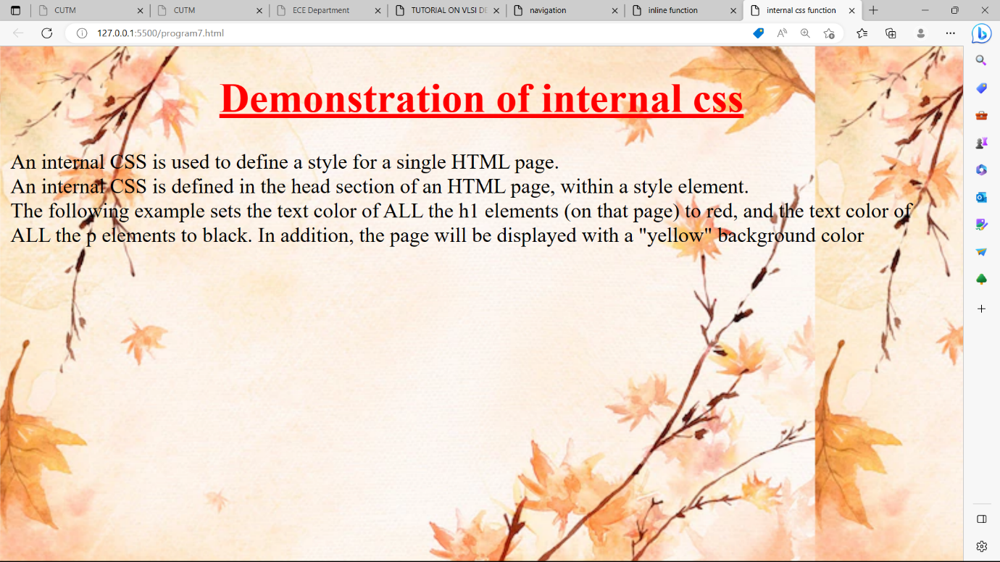 CUTM
CUTM
ECE Department
TUTORIAL ON VLSI DE
navigation
inline function
internal css function
127.0.0.1:5500/program7.html
Demonstration of internal css
An internal CSS is used to define a style for a single HTML page.
An internal CSS is defined in the head section of an HTML page, within a style element.
The following example sets the text color of ALL the h1 elements (on that page) to red, and the text color of
ALL the p elements to black. In addition, the page will be displayed with a "yellow" background color